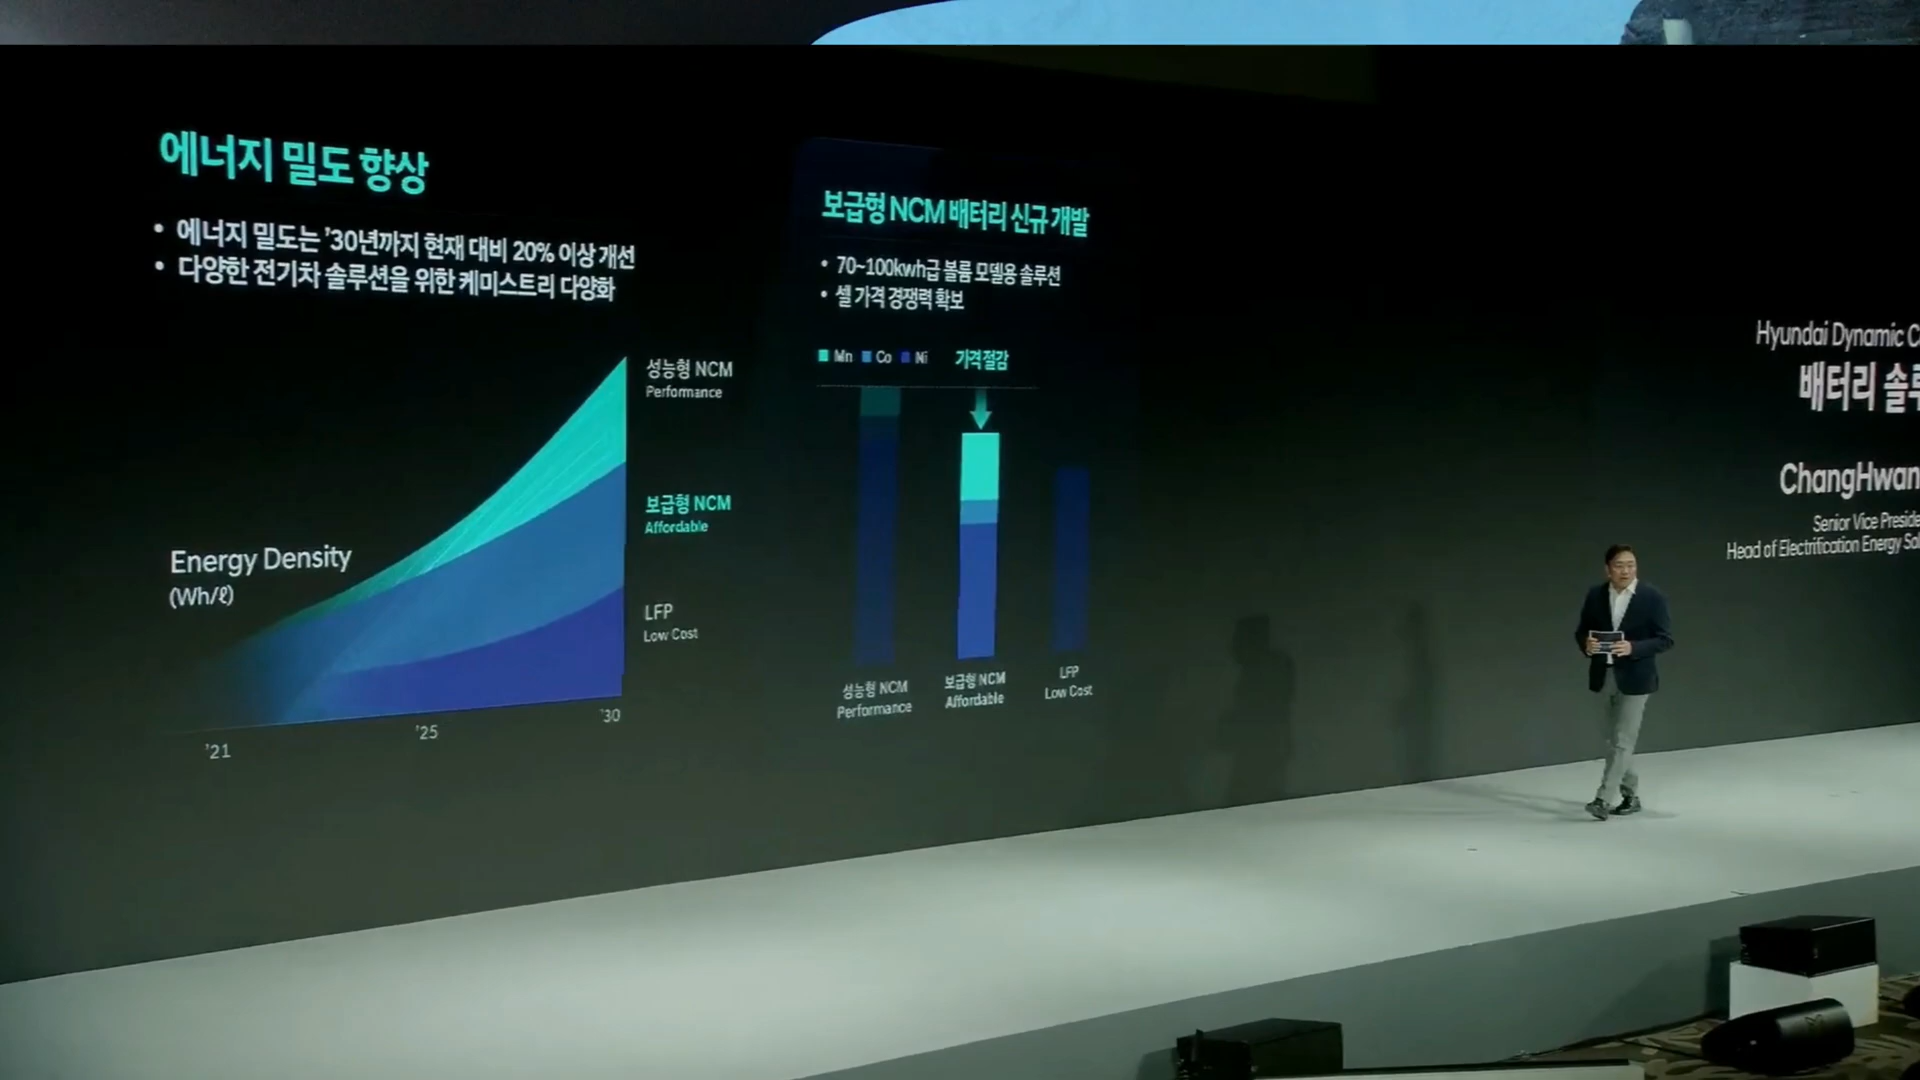 에너지 밀도 향상
• 에너지 밀도는 '30년까지 현재 대비 20% 이상 개선
• 다양한 전기차 솔루션을 위한 케미스트리 다양화
Energy Density
(Wh/ℓ)
성능형 NCM
Performance
보급형 NCM
Affordable
LFP
Low Cost
'21
'25
'30
보급형 NCM 배터리 신규 개발
• 70~100kwh급 볼륨 모델용 솔루션
• 셀 가격 경쟁력 확보
Mn Co Ni 가격 절감
성능형 NCM
Performance
보급형 NCM
Affordable
LFP
Low Cost
Hyundai Dynamic
배터리
ChangHwan
Senior Vice
Head of Electrification Energy